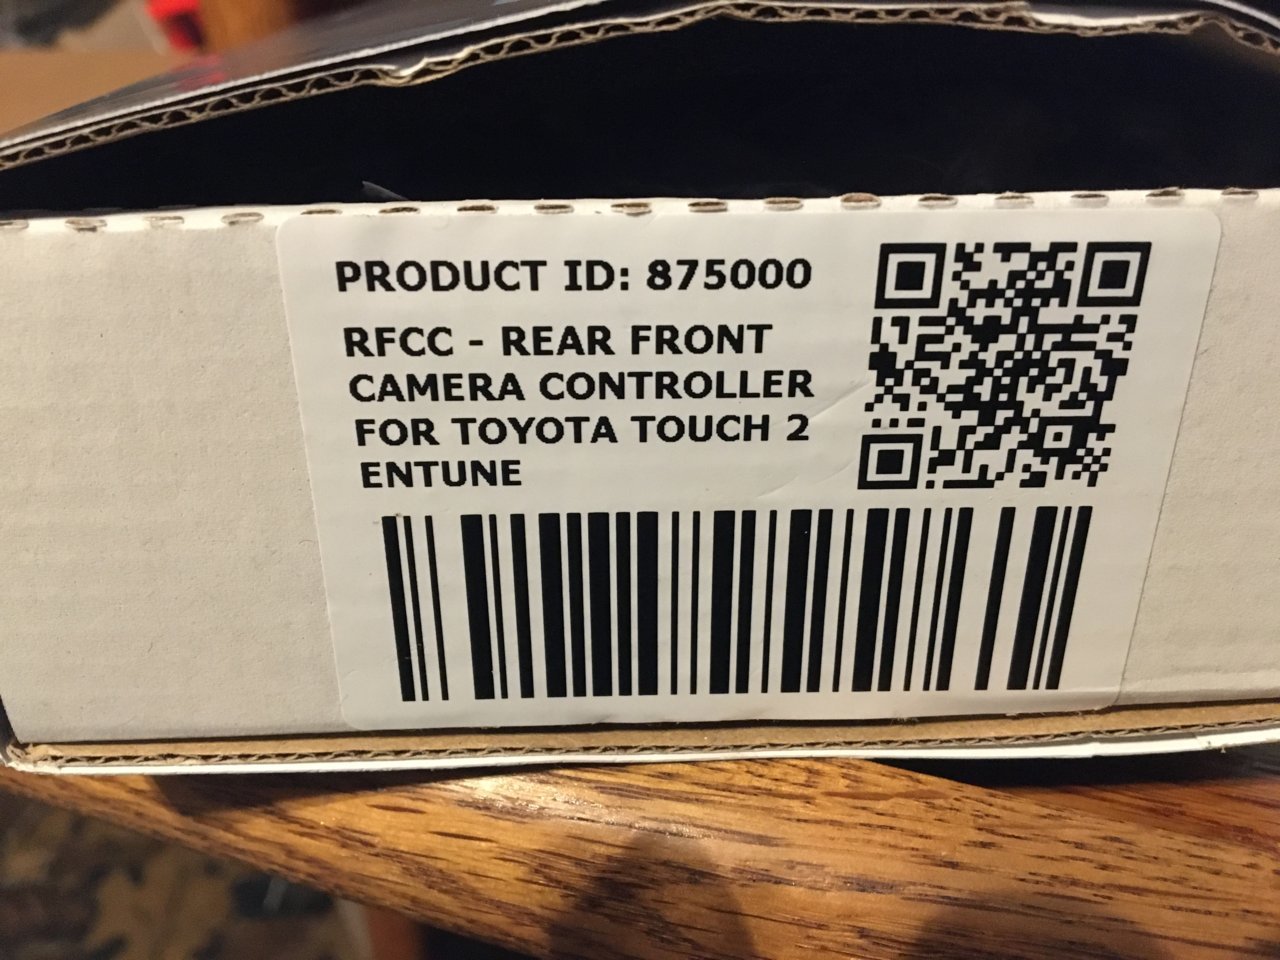 PRODUCT ID: 875000
RFCC - REAR FRONT
CAMERA CONTROLLER
FOR TOYOTA TOUCH 2
ENTUNE